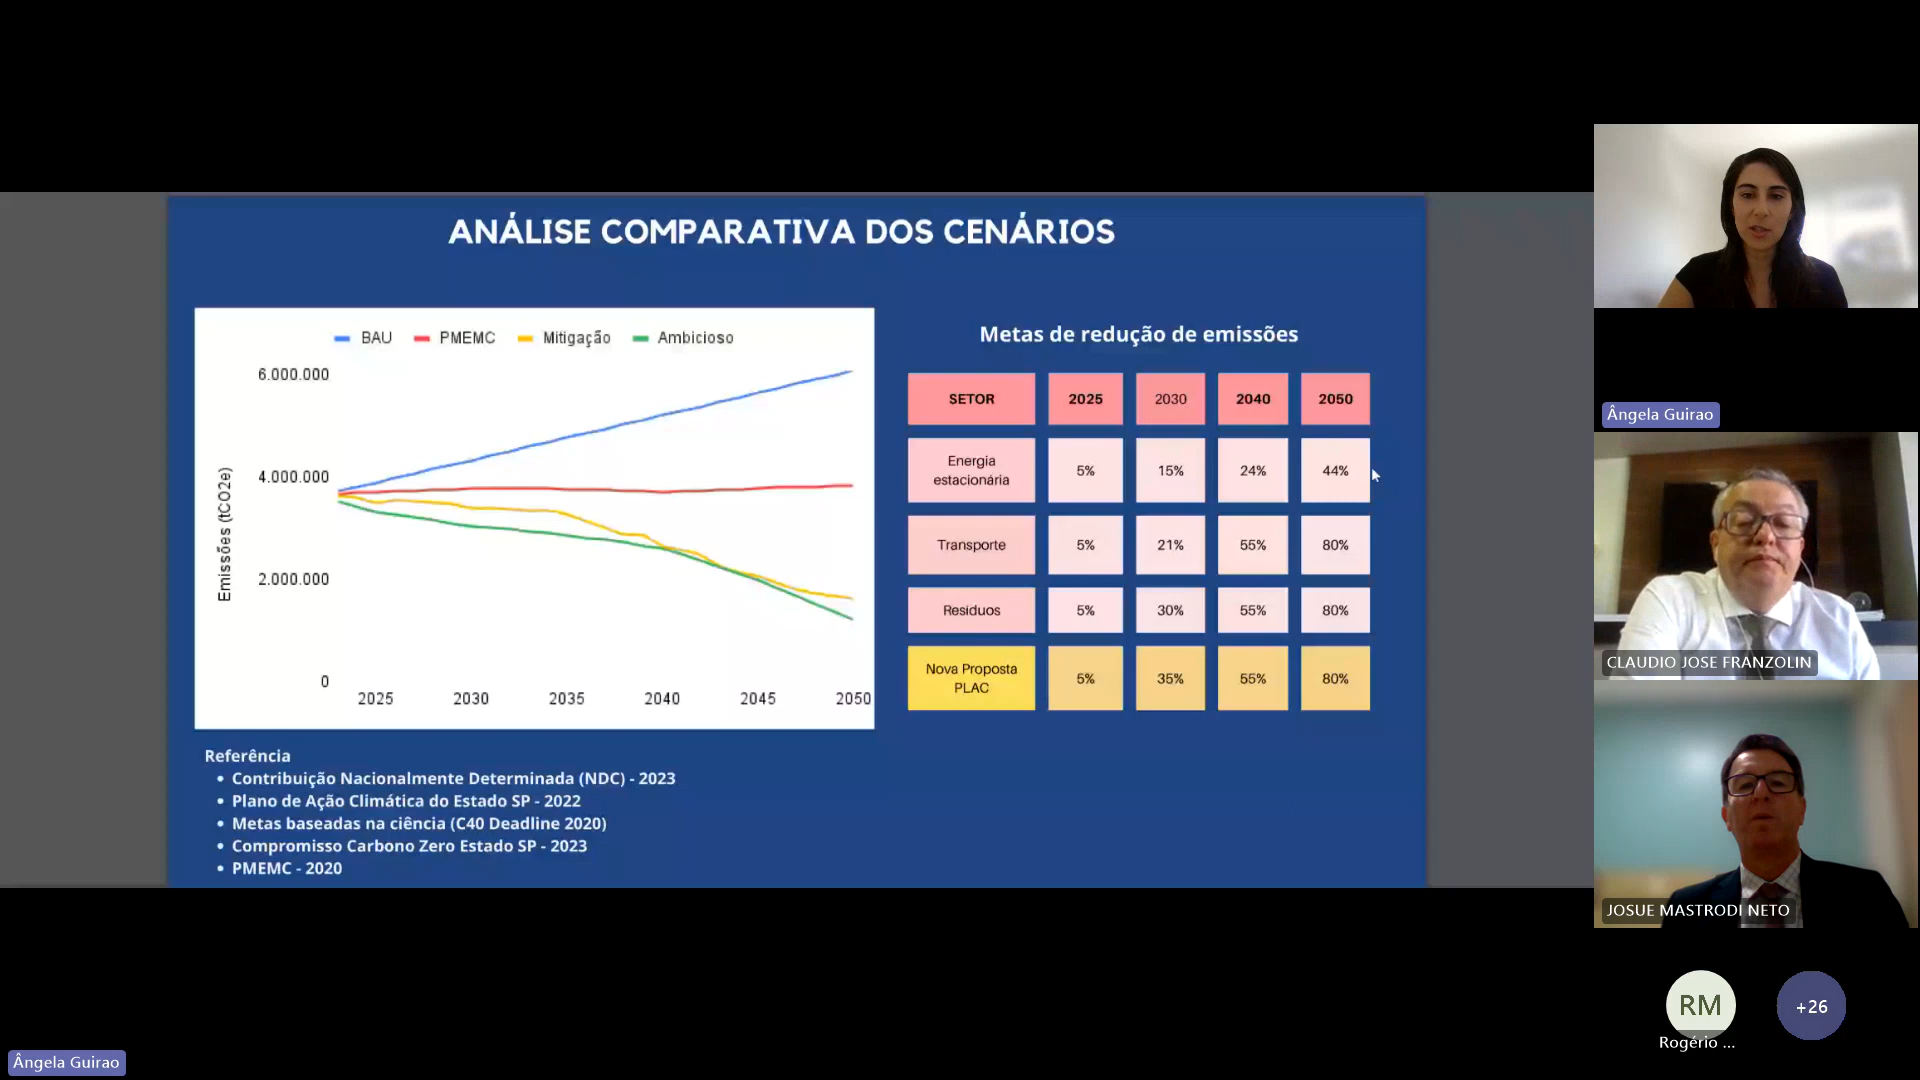 ANÁLISE COMPARATIVA DOS CENÁRIOS
BAU PMEMC Mitigação Ambicioso
Emissões (tCO2e)
6.000.000
4.000.000
2.000.000
0
2025 2030 2035 2040 2045 2050
Metas de redução de emissões
SETOR 2025 2030 2040 2050
Energia
estacionária
5% 15% 24% 44%
Transporte 5% 21% 55% 80%
Resíduos 5% 30% 55% 80%
Nova Proposta
PLAC
5% 35% 55% 80%
Referência
• Contribuição Nacionalmente Determinada (NDC) - 2023
• Plano de Ação Climática do Estado SP - 2022
• Metas baseadas na ciência (C40 Deadline 2020)
• Compromisso Carbono Zero Estado SP - 2023
• PMEMC - 2020
Ângela Guirao
CLAUDIO JOSE FRANZOLIN
JOSUE MASTRODI NETO
RM
Rogério ...
+26
Ângela Guirao